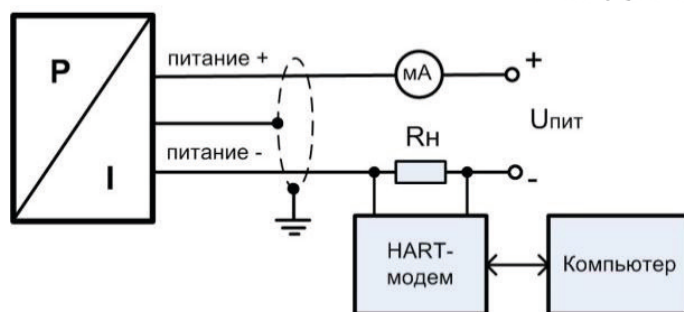 P
I
питание +
питание -
мА
+
Uпит
-
Rн
HART-
модем
Компьютер